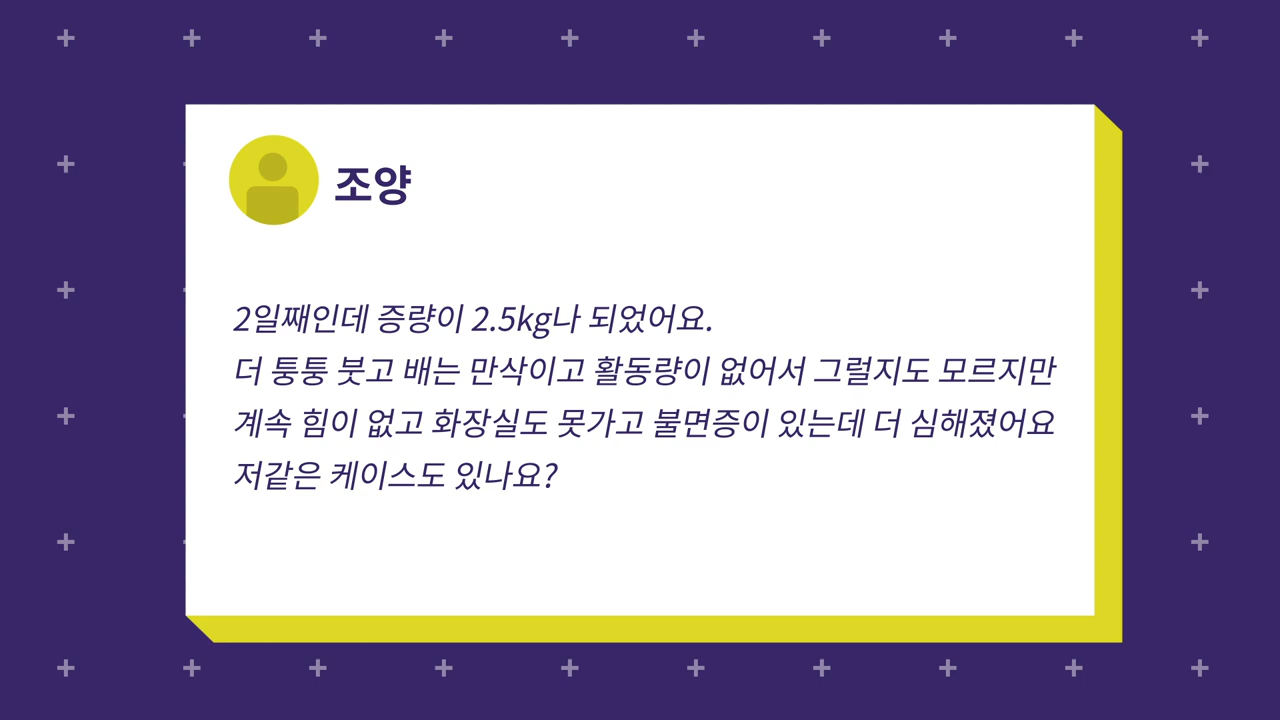 조양
2일째인데 증량이 2.5kg나 되었어요.
더 퉁퉁 붓고 배는 만삭이고 활동량이 없어서 그럴지도 모르지만
계속 힘이 없고 화장실도 못가고 불면증이 있는데 더 심해졌어요
저같은 케이스도 있나요?